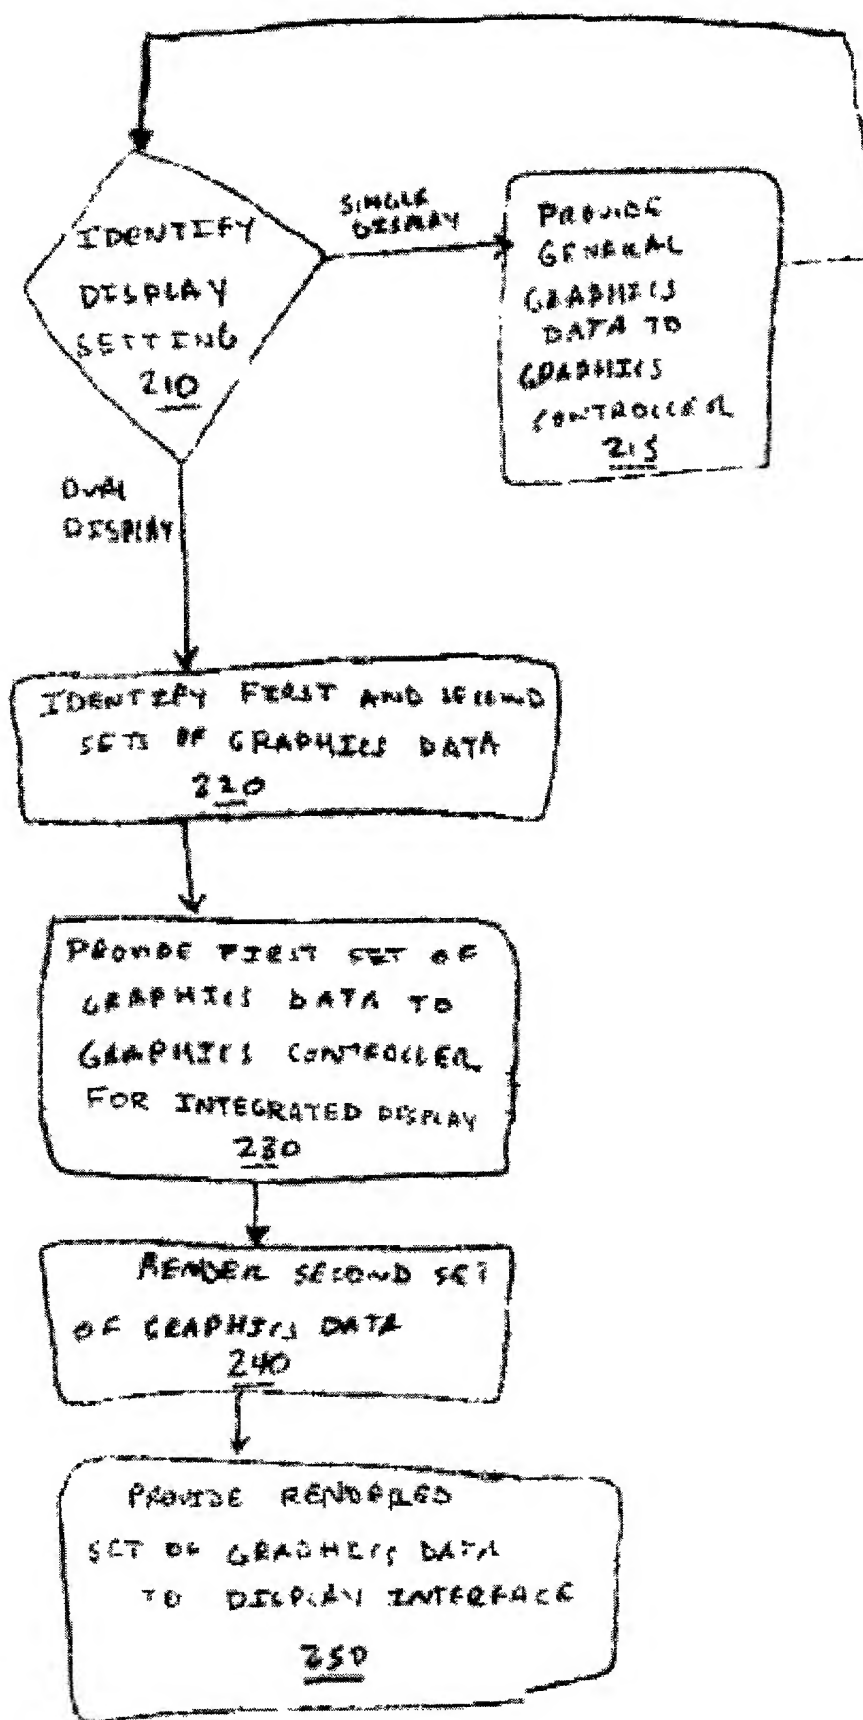 IDENTIFY
DISPLAY
SETTING
210
SINGLE
DISPLAY
PROVIDE
GENERAL
GRAPHICS
DATA TO
GRAPHICS
CONTROLLER
215
DUAL
DISPLAY
IDENTIFY FIRST AND SECOND
SETS OF GRAPHICS DATA
220
PROVIDE FIRST SET OF
GRAPHICS DATA TO
GRAPHICS CONTROLLER
FOR INTEGRATED DISPLAY
230
RENDER SECOND SET
OF GRAPHICS DATA
240
PROVIDE RENDERED
SET OF GRAPHICS DATA
TO DISPLAY INTERFACE
250